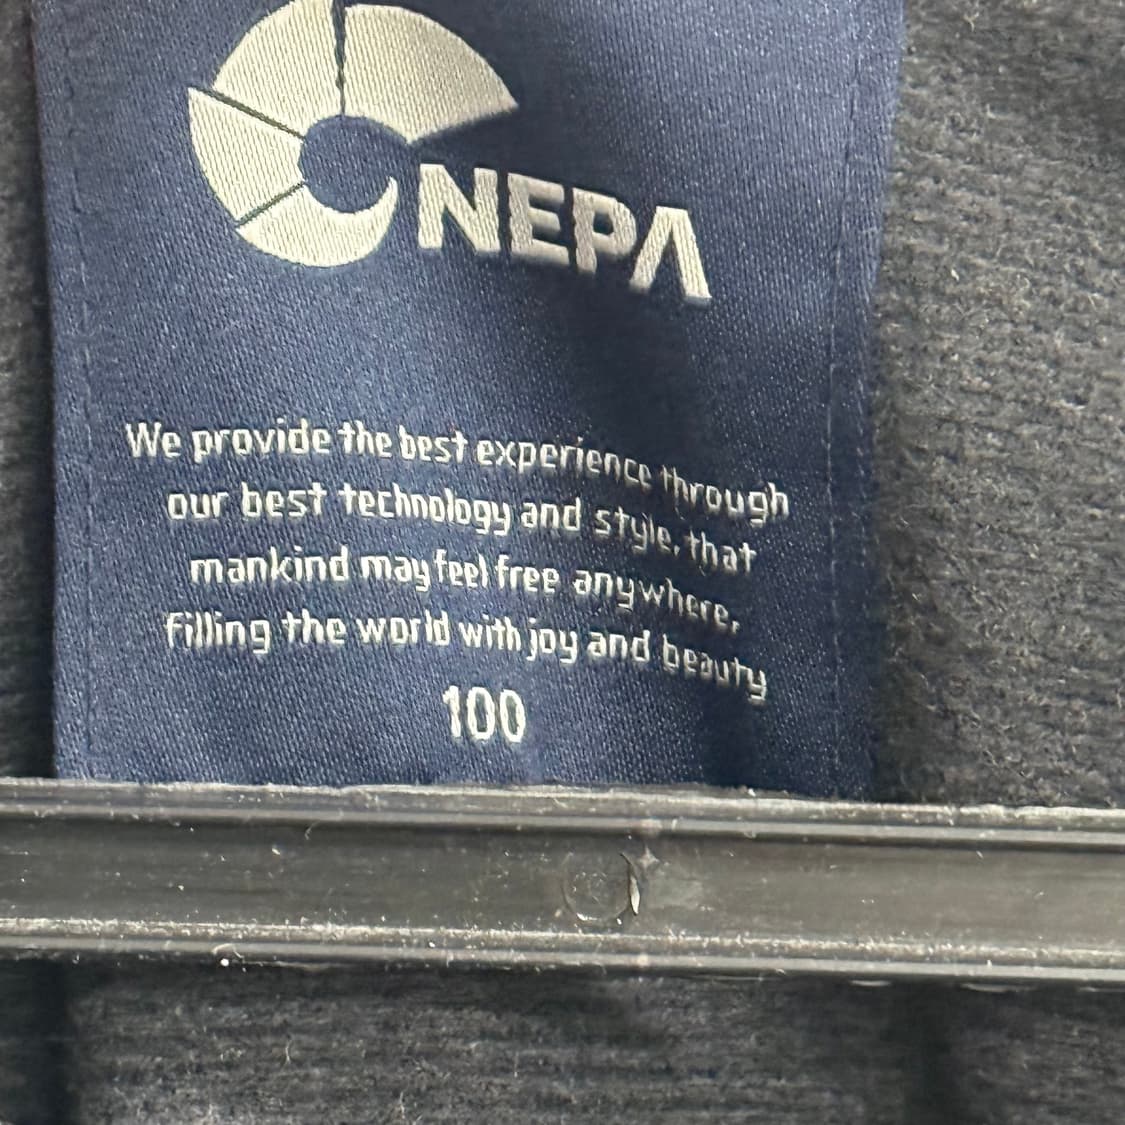 NEPA
We provide the best experience through
our best technology and style, that
mankind may feel free anywhere,
Filling the world with joy and beauty
100